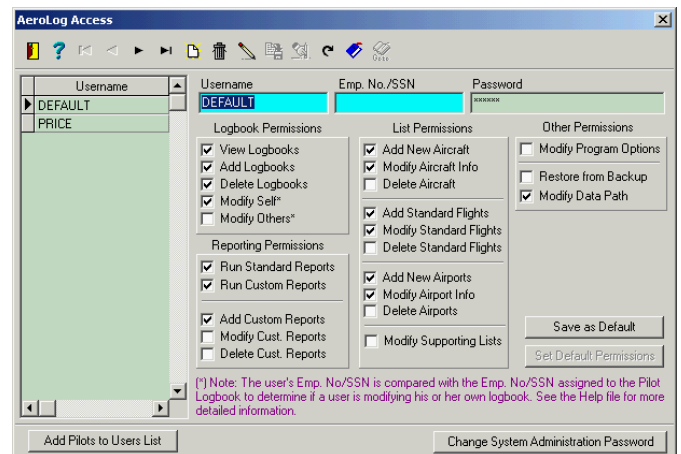 AeroLog Access
Username
DEFAULT
PRICE
Username Emp. No./SSN Password
DEFAULT ******
Logbook Permissions
View Logbooks
Add Logbooks
Delete Logbooks
Modify Self*
Modify Others*
Reporting Permissions
Run Standard Reports
Run Custom Reports
Add Custom Reports
Modify Cust. Reports
Delete Cust. Reports
List Permissions
Add New Aircraft
Modify Aircraft Info
Delete Aircraft
Add Standard Flights
Modify Standard Flights
Delete Standard Flights
Add New Airports
Modify Airport Info
Delete Airports
Modify Supporting Lists
Other Permissions
Modify Program Options
Restore from Backup
Modify Data Path
Save as Default
Set Default Permissions
(*) Note: The user's Emp. No/SSN is compared with the Emp. No/SSN assigned to the Pilot
Logbook to determine if a user is modifying his or her own logbook. See the Help file for more
detailed information.
Add Pilots to Users List
Change System Administration Password